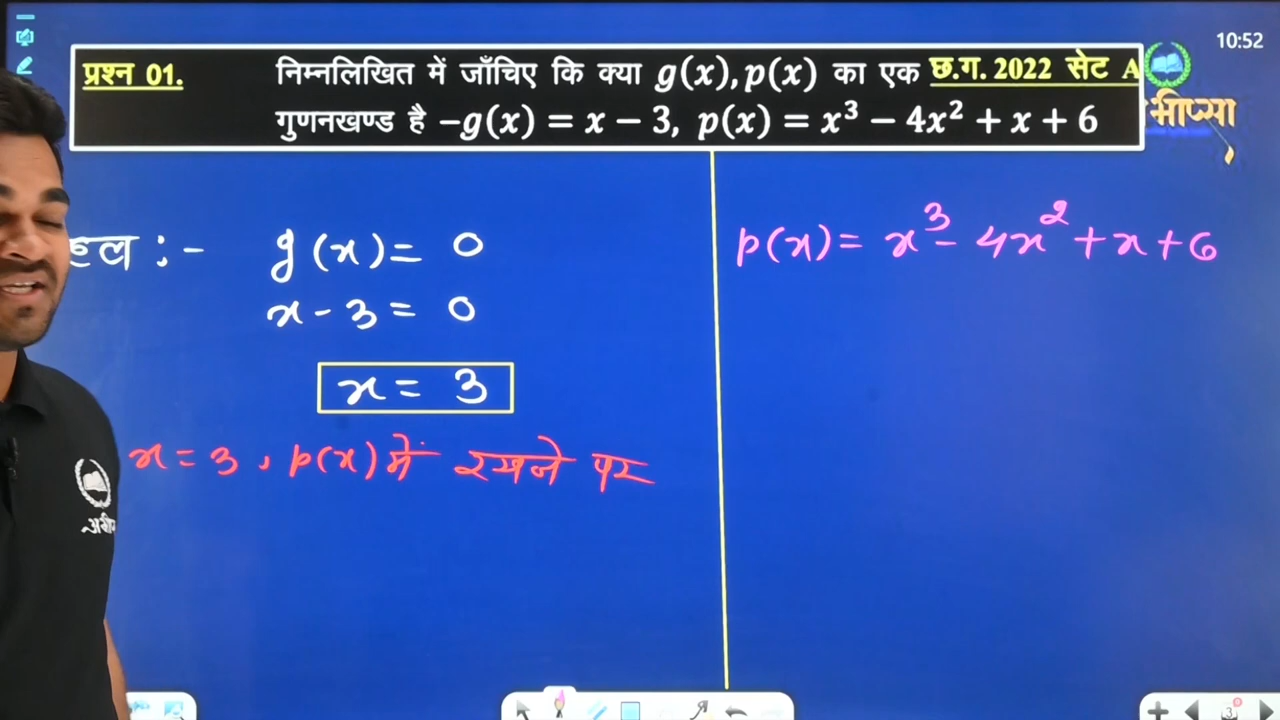 10:52
प्रश्न 01. निम्नलिखित में जाँचिए कि क्या g(x), p(x) का एक छ.ग. 2022 सेट A
गुणनखण्ड है –g(x) = x − 3, p(x) = x³ − 4x² + x + 6
भीप्सा
हल :- g(x) = 0
x - 3 = 0
x = 3
x = 3, p(x) में रखने पर
p(x) = x³ - 4x² + x + 6
3